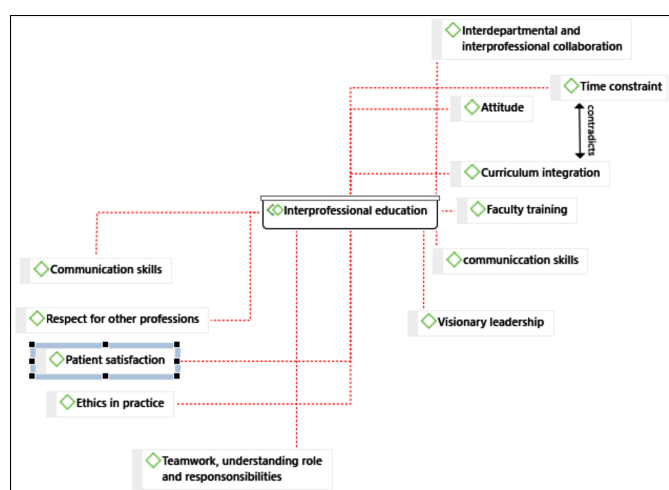 Interdepartmental and
interprofessional collaboration
Time constraint
Attitude
contradicts
Curriculum integration
Interprofessional education
Faculty training
communiccation skills
Communication skills
Respect for other professions
Visionary leadership
Patient satisfaction
Ethics in practice
Teamwork, understanding role
and responsonsibilities